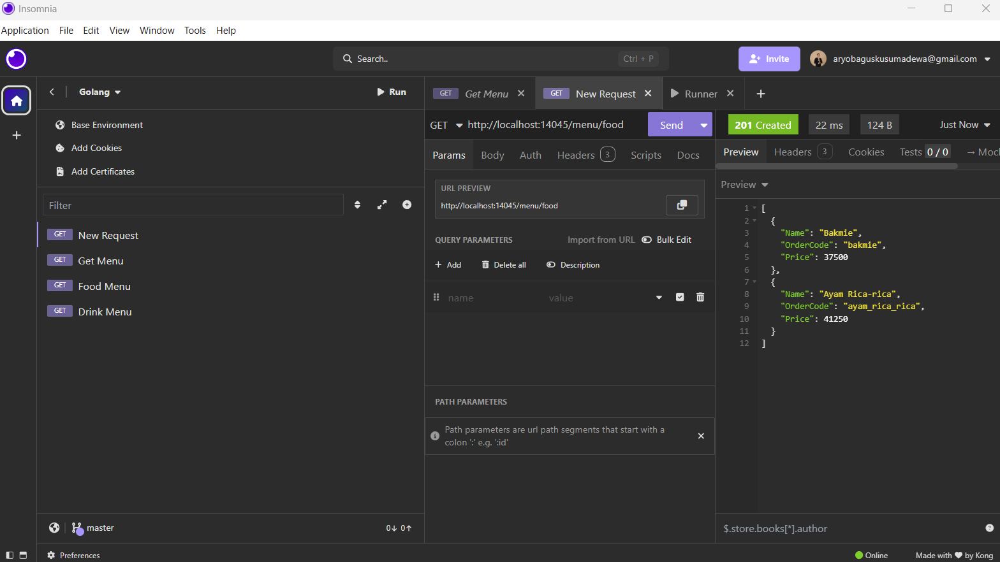 Insomnia
Application File Edit View Window Tools Help
Search.. Ctrl + P
Invite
aryobaguskusumadewa@gmail.com
Golang
Run
GET Get Menu
GET New Request
Runner
Base Environment
Add Cookies
Add Certificates
Filter
GET New Request
GET Get Menu
GET Food Menu
GET Drink Menu
master
0↓ 0↑
GET http://localhost:14045/menu/food Send
Params Body Auth Headers 3 Scripts Docs
URL PREVIEW
http://localhost:14045/menu/food
QUERY PARAMETERS Import from URL Bulk Edit
+ Add Delete all Description
name value
PATH PARAMETERS
Path parameters are url path segments that start with a
colon ':' e.g. ':id'
201 Created 22 ms 124 B Just Now
Preview Headers 3 Cookies Tests 0 / 0 → Moc
Preview
1 [
2 {
3 "Name": "Bakmie",
4 "OrderCode": "bakmie",
5 "Price": 37500
6 },
7 {
8 "Name": "Ayam Rica-rica",
9 "OrderCode": "ayam_rica_rica",
10 "Price": 41250
11 }
12 ]
$.store.books[*].author
Preferences
Online
Made with ♥ by Kong